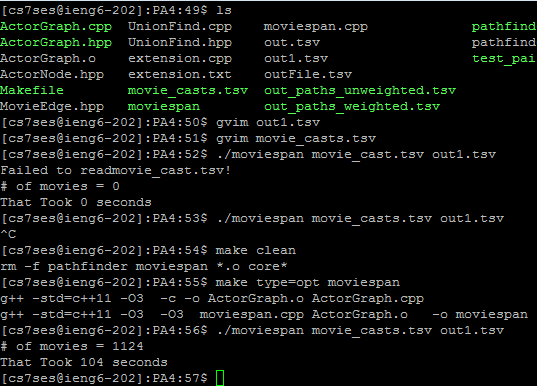 [cs7ses@ieng6-202]:PA4:49$ ls
ActorGraph.cpp UnionFind.cpp moviespan.cpp pathfind
ActorGraph.hpp UnionFind.hpp out.tsv pathfind
ActorGraph.o extension.cpp out1.tsv test_pai
ActorNode.hpp extension.txt outFile.tsv
Makefile movie_casts.tsv out_paths_unweighted.tsv
MovieEdge.hpp moviespan out_paths_weighted.tsv
[cs7ses@ieng6-202]:PA4:50$ gvim out1.tsv
[cs7ses@ieng6-202]:PA4:51$ gvim movie_casts.tsv
[cs7ses@ieng6-202]:PA4:52$ ./moviespan movie_cast.tsv out1.tsv
Failed to readmovie_cast.tsv!
# of movies = 0
That Took 0 seconds
[cs7ses@ieng6-202]:PA4:53$ ./moviespan movie_casts.tsv out1.tsv
^C
[cs7ses@ieng6-202]:PA4:54$ make clean
rm -f pathfinder moviespan *.o core*
[cs7ses@ieng6-202]:PA4:55$ make type=opt moviespan
g++ -std=c++11 -O3 -c -o ActorGraph.o ActorGraph.cpp
g++ -std=c++11 -O3 -O3 moviespan.cpp ActorGraph.o -o moviespan
[cs7ses@ieng6-202]:PA4:56$ ./moviespan movie_casts.tsv out1.tsv
# of movies = 1124
That Took 104 seconds
[cs7ses@ieng6-202]:PA4:57$